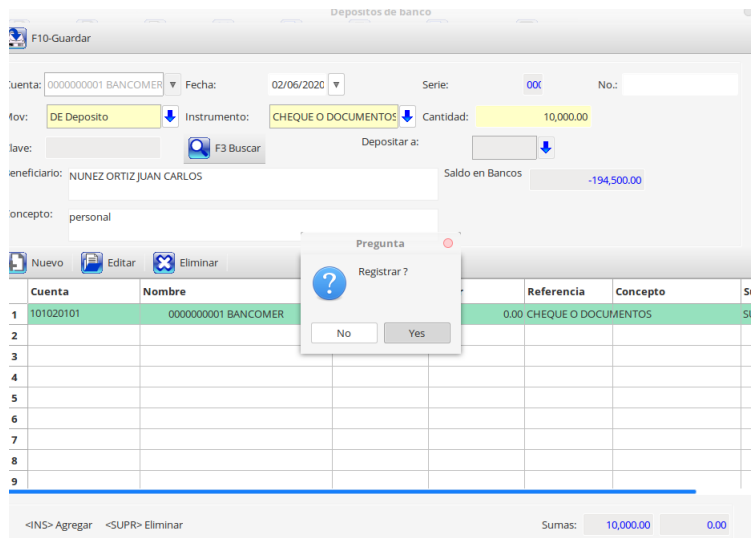 Depositos de banco
F10-Guardar
Cuenta: 0000000001 BANCOMER Fecha: 02/06/2020 Serie: 000 No.:
Mov: DE Deposito Instrumento: CHEQUE O DOCUMENTOS Cantidad: 10,000.00
Clave: F3 Buscar Depositar a:
Beneficiario: NUNEZ ORTIZ JUAN CARLOS Saldo en Bancos -194,500.00
Concepto: personal
Pregunta
Registrar ?
No Yes
Nuevo Editar Eliminar
Cuenta Nombre Referencia Concepto
1 101020101 0000000001 BANCOMER 0.00 CHEQUE O DOCUMENTOS
2
3
4
5
6
7
8
9
<INS> Agregar <SUPR> Eliminar Sumas: 10,000.00 0.00